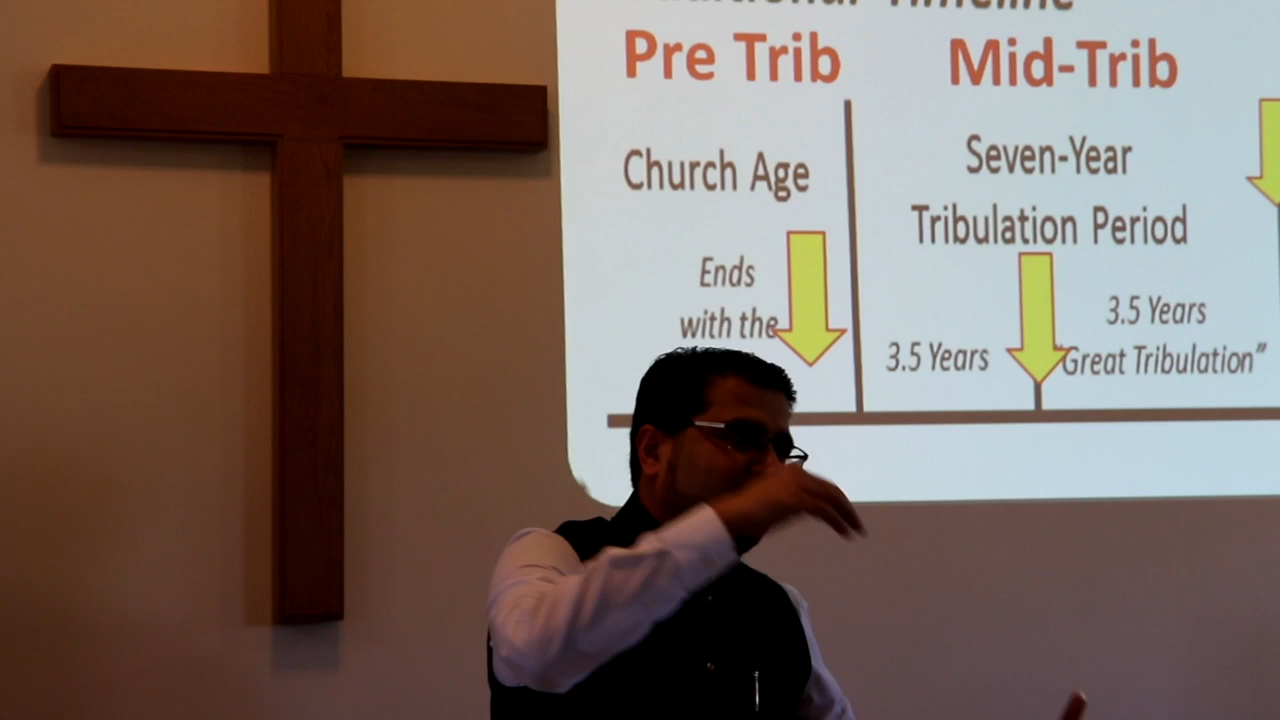 Timeline
Pre Trib
Mid-Trib
Church Age
Seven-Year
Tribulation Period
Ends
with the
3.5 Years
3.5 Years
Great Tribulation”